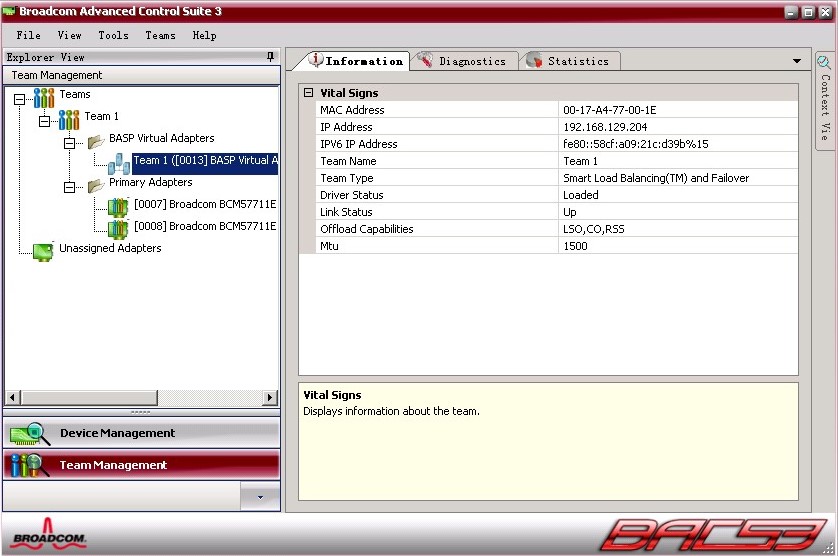 Broadcom Advanced Control Suite 3
File View Tools Teams Help
Explorer View
Team Management
Teams
Team 1
BASP Virtual Adapters
Team 1 ([0013] BASP Virtual A
Primary Adapters
[0007] Broadcom BCM57711E
[0008] Broadcom BCM57711E
Unassigned Adapters
Device Management
Team Management
Information Diagnostics Statistics
Vital Signs
MAC Address 00-17-A4-77-00-1E
IP Address 192.168.129.204
IPV6 IP Address fe80::58cf:a09:21c:d39b%15
Team Name Team 1
Team Type Smart Load Balancing(TM) and Failover
Driver Status Loaded
Link Status Up
Offload Capabilities LSO,CO,RSS
Mtu 1500
Vital Signs
Displays information about the team.
Context Vie
BROADCOM.
BACS3